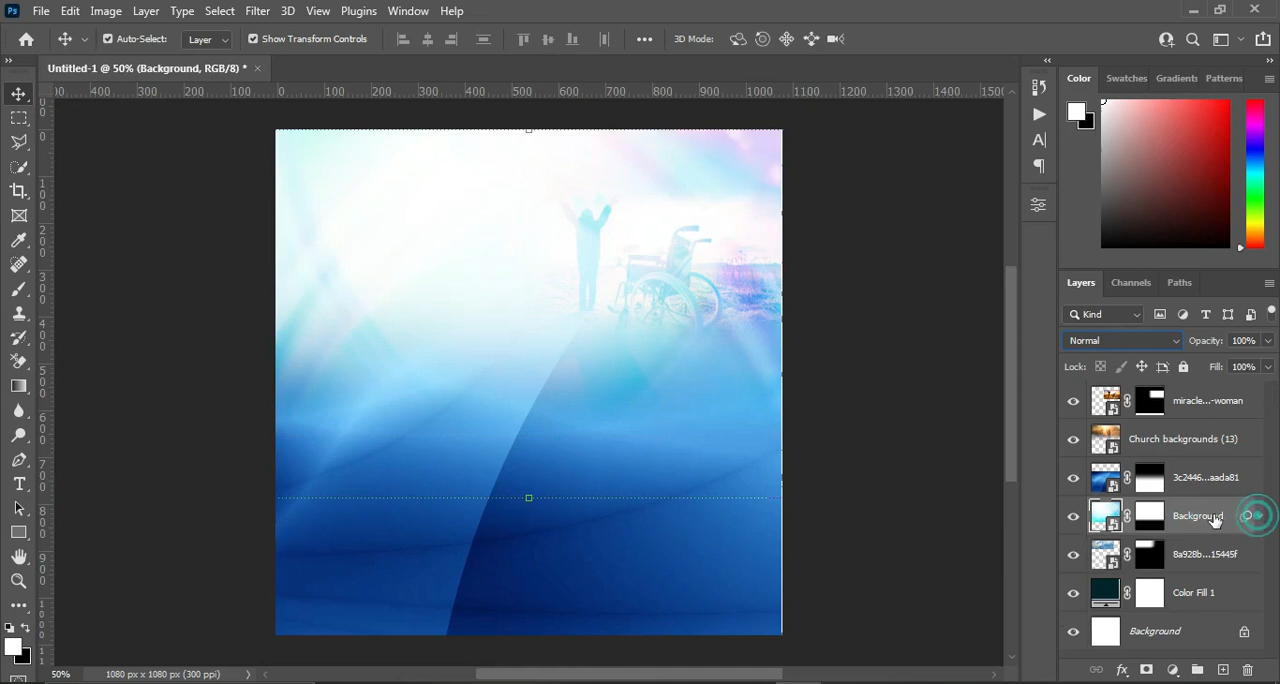 Ps File Edit Image Layer Type Select Filter 3D View Plugins Window Help
Auto-Select: Layer Show Transform Controls 3D Mode:
Untitled-1 @ 50% (Background, RGB/8) *
400 300 200 100 0 100 200 300 400 500 600 700 800 900 1000 1100 1200 1300 1400 1500
Color Swatches Gradients Patterns
Layers Channels Paths
Kind
Normal Opacity: 100%
Lock: Fill: 100%
miracle...-woman
Church backgrounds (13)
3c2446...aada81
Background
8a928b...15445f
Color Fill 1
Background
50% 1080 px x 1080 px (300 ppi)